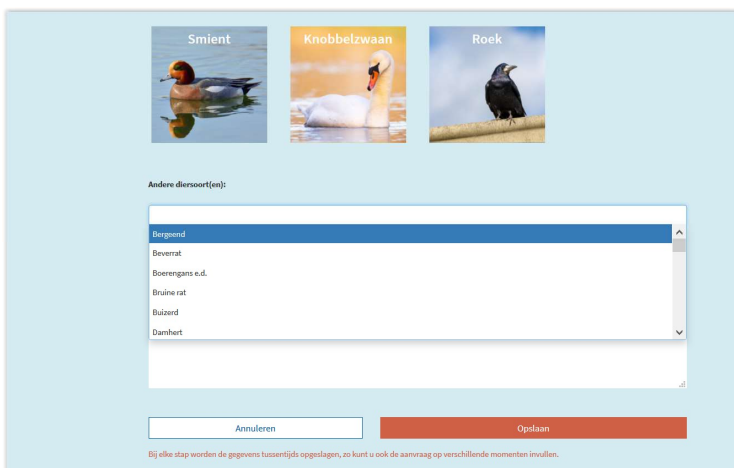 Smient Knobbelzwaan Roek
Andere diersoort(en):
Bergeend
Beverrat
Boerengans e.d.
Bruine rat
Buizerd
Damhert
Annuleren Opslaan
Bij elke stap worden de gegevens tussentijds opgeslagen, zo kunt u ook de aanvraag op verschillende momenten invullen.